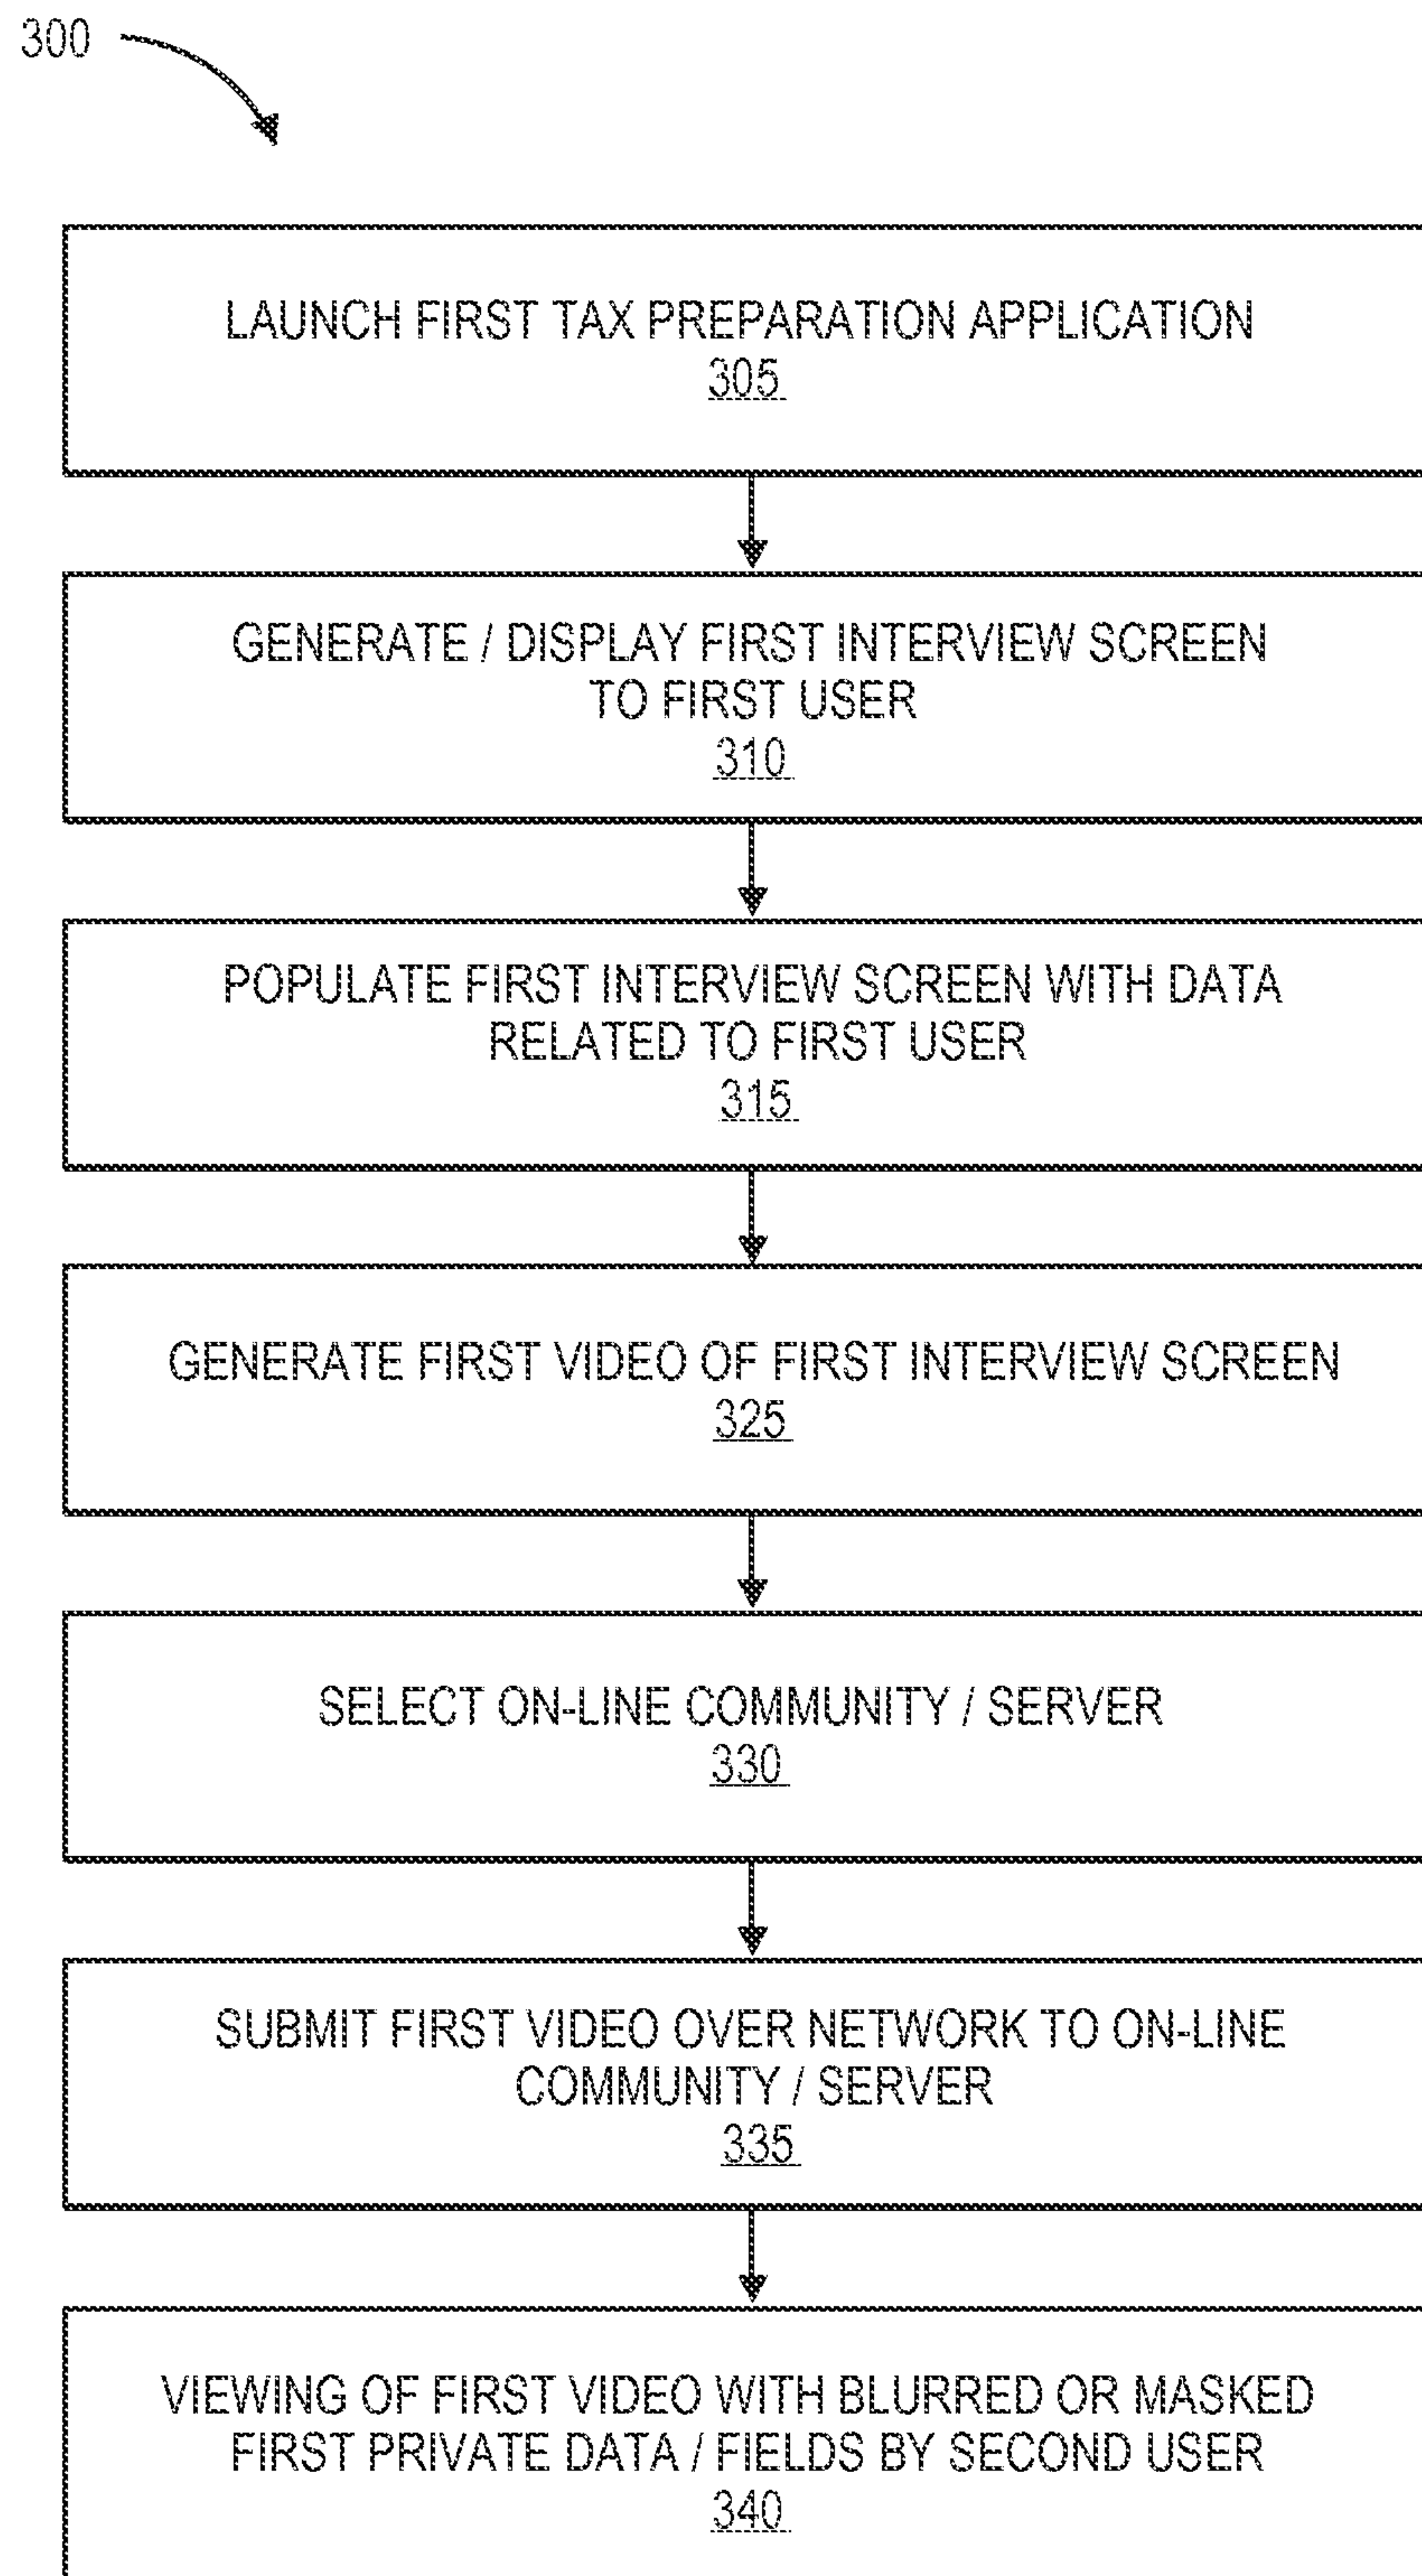 300
LAUNCH FIRST TAX PREPARATION APPLICATION
305
GENERATE / DISPLAY FIRST INTERVIEW SCREEN
TO FIRST USER
310
POPULATE FIRST INTERVIEW SCREEN WITH DATA
RELATED TO FIRST USER
315
GENERATE FIRST VIDEO OF FIRST INTERVIEW SCREEN
325
SELECT ON-LINE COMMUNITY / SERVER
330
SUBMIT FIRST VIDEO OVER NETWORK TO ON-LINE
COMMUNITY / SERVER
335
VIEWING OF FIRST VIDEO WITH BLURRED OR MASKED
FIRST PRIVATE DATA / FIELDS BY SECOND USER
340